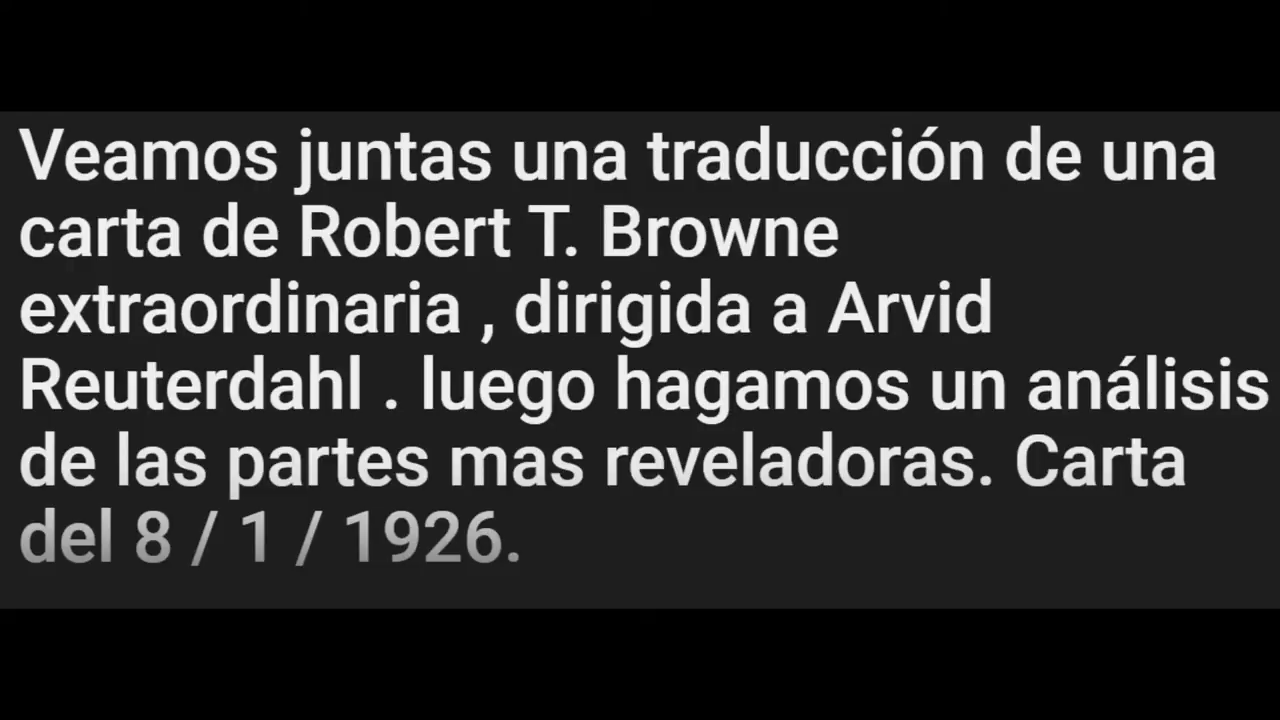 Veamos juntas una traducción de una
carta de Robert T. Browne
extraordinaria , dirigida a Arvid
Reuterdahl . luego hagamos un análisis
de las partes mas reveladoras. Carta
del 8 / 1 / 1926.